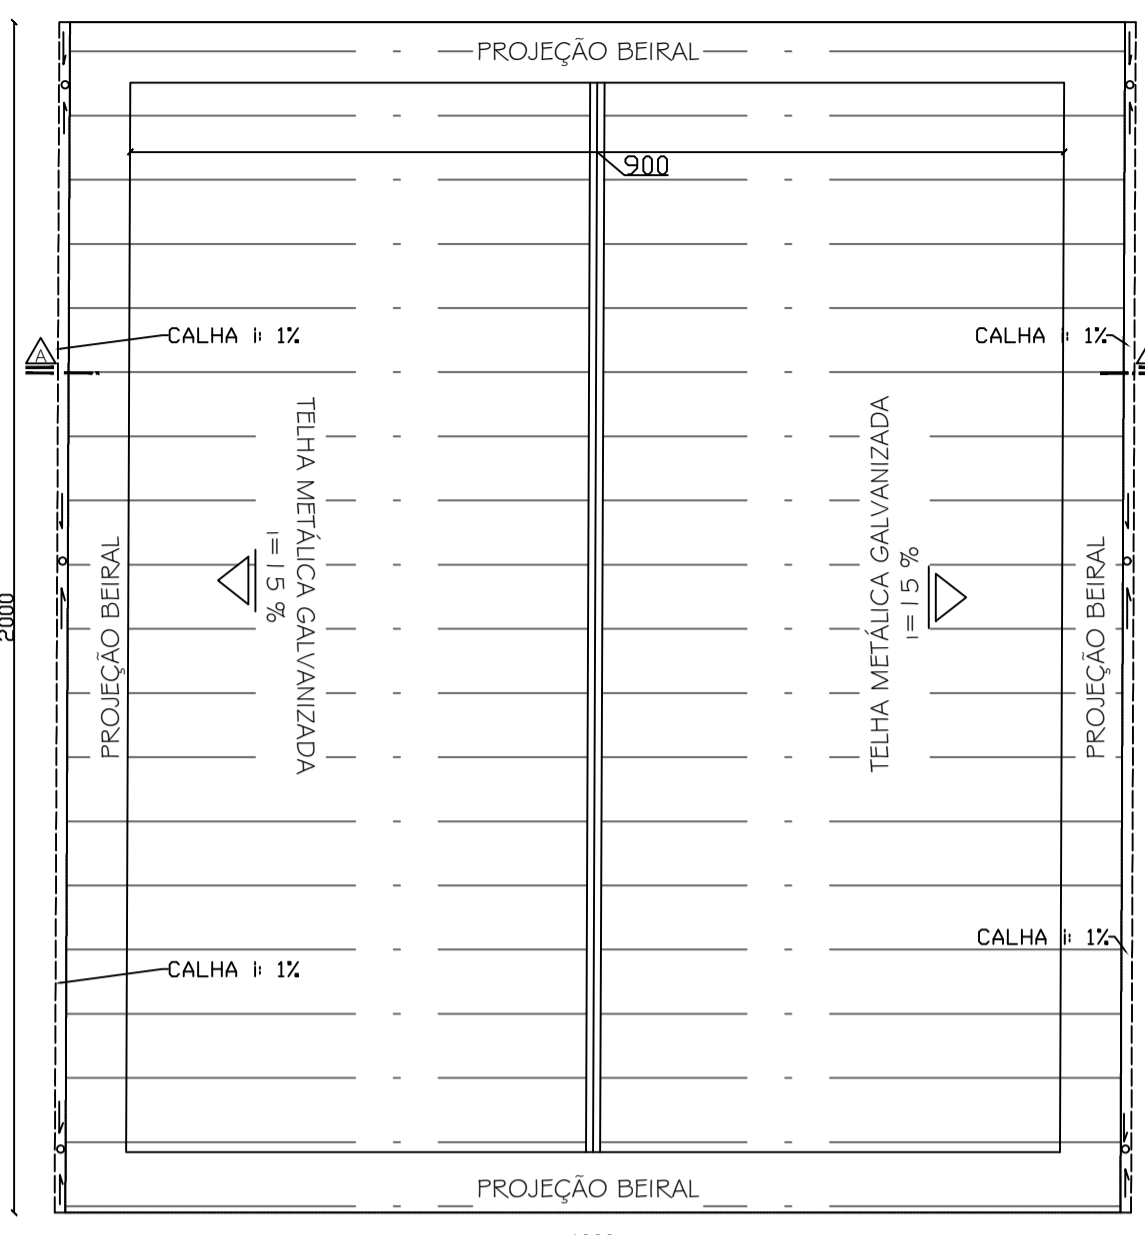 PROJEÇÃO BEIRAL
900
CALHA i: 1%
CALHA i: 1%
A
TELHA METÁLICA GALVANIZADA
i=15 %
TELHA METÁLICA GALVANIZADA
i=15 %
PROJEÇÃO BEIRAL
PROJEÇÃO BEIRAL
2000
CALHA i: 1%
CALHA i: 1%
PROJEÇÃO BEIRAL